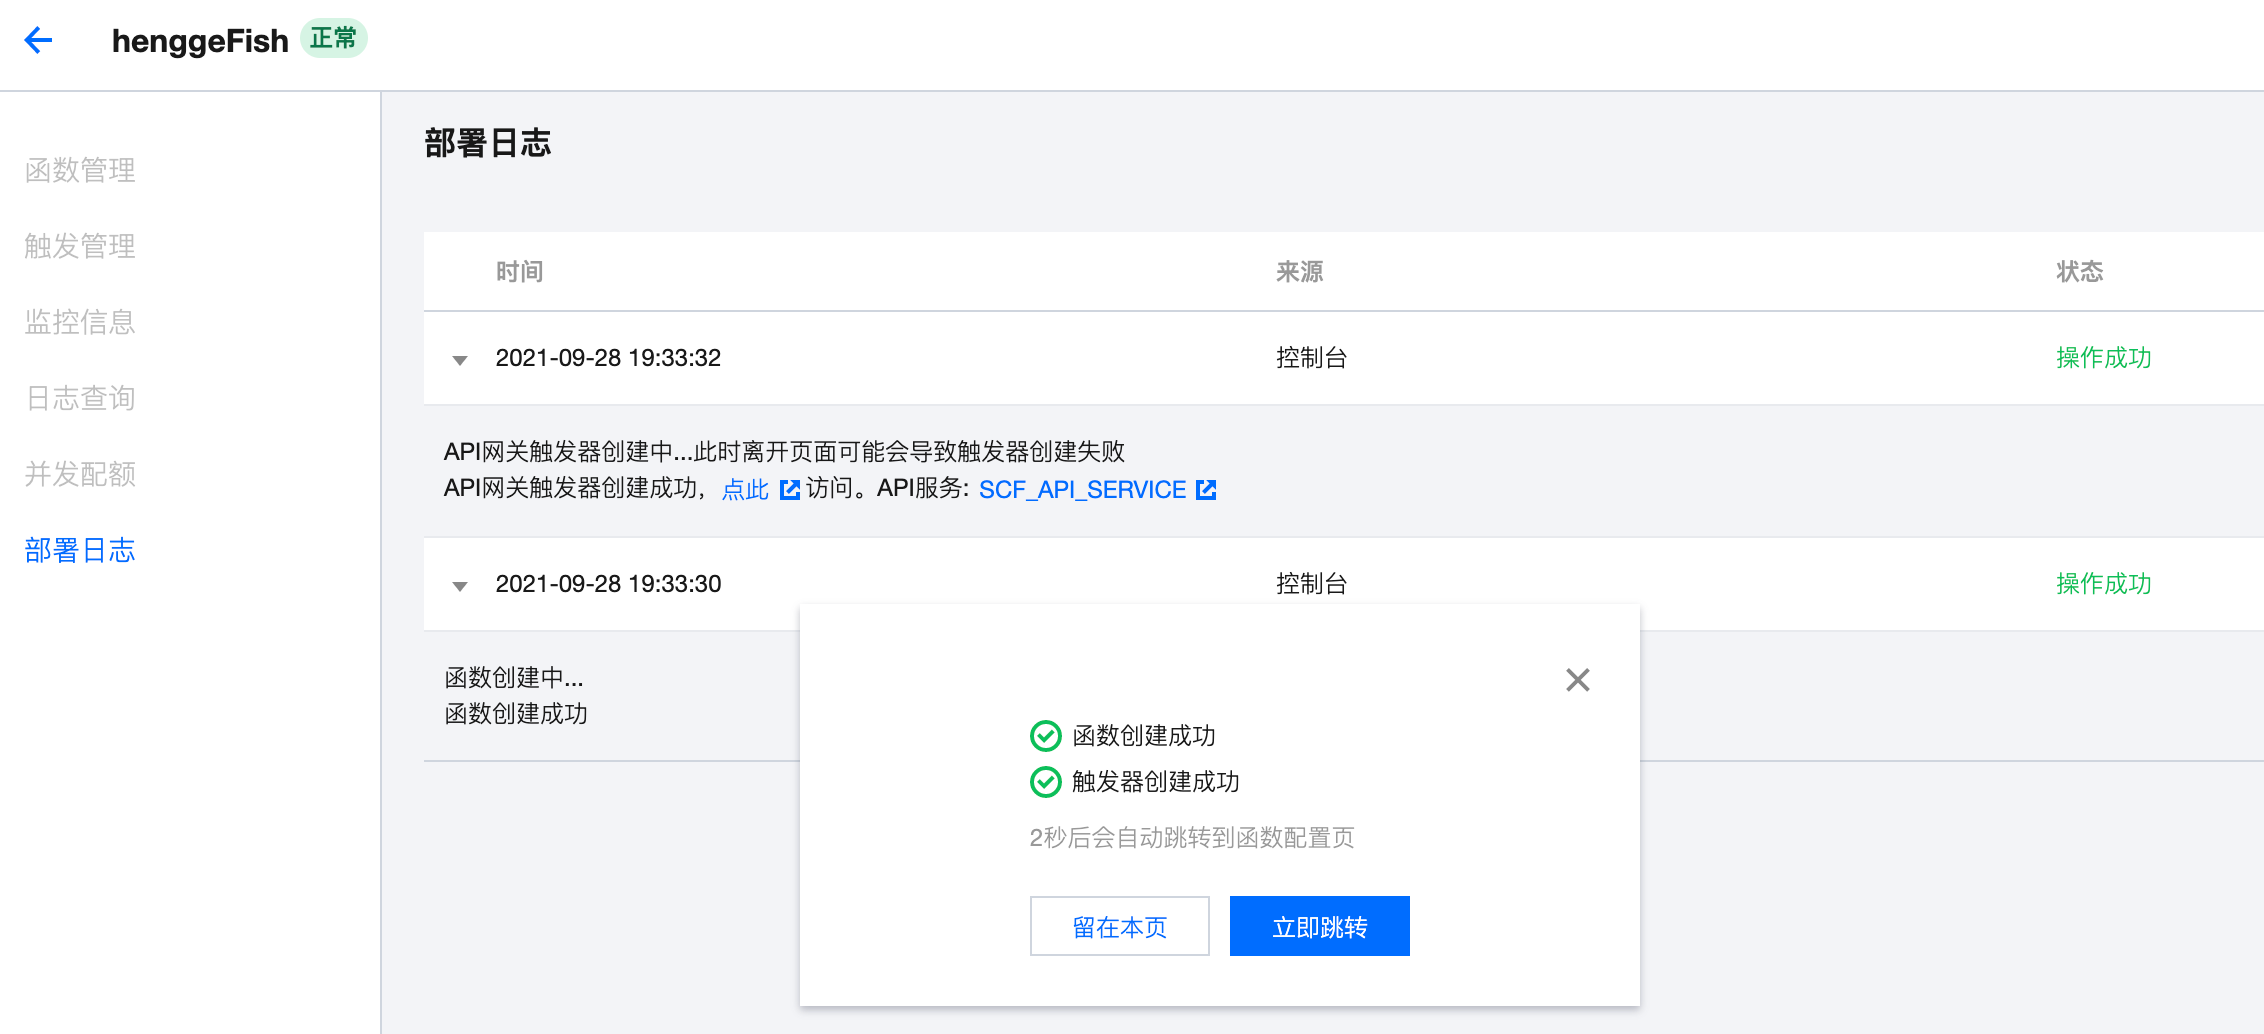 henggeFish 正常
函数管理
触发管理
监控信息
日志查询
并发配额
部署日志
部署日志
时间 来源 状态
2021-09-28 19:33:32 控制台 操作成功
API网关触发器创建中...此时离开页面可能会导致触发器创建失败
API网关触发器创建成功，点此 访问。API服务: SCF_API_SERVICE
2021-09-28 19:33:30 控制台 操作成功
函数创建中...
函数创建成功
函数创建成功
触发器创建成功
2秒后会自动跳转到函数配置页
留在本页 立即跳转